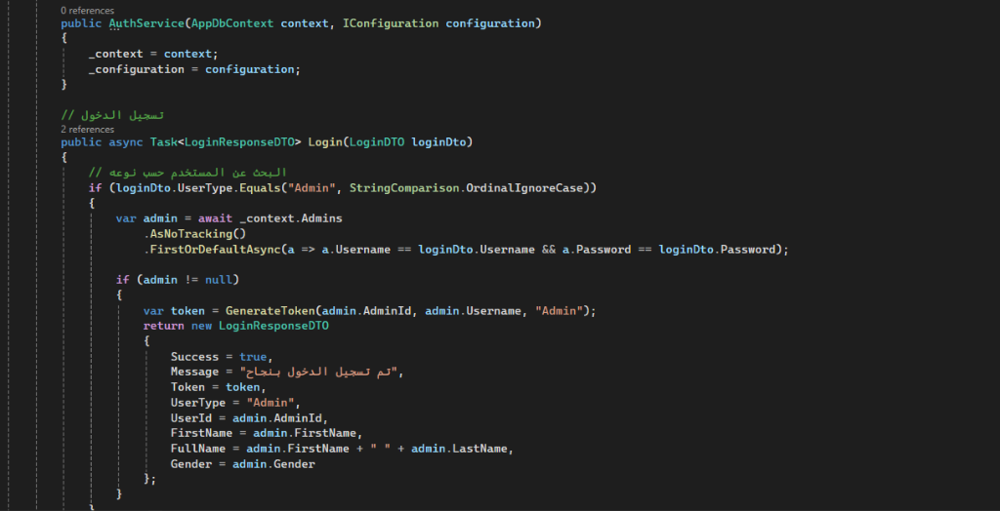 0 references
public AuthService(AppDbContext context, IConfiguration configuration)
{
_context = context;
_configuration = configuration;
}
// تسجيل الدخول
2 references
public async Task<LoginResponseDTO> Login(LoginDTO loginDto)
{
// البحث عن المستخدم حسب نوعه
if (loginDto.UserType.Equals("Admin", StringComparison.OrdinalIgnoreCase))
{
var admin = await _context.Admins
.AsNoTracking()
.FirstOrDefaultAsync(a => a.Username == loginDto.Username && a.Password == loginDto.Password);
if (admin != null)
{
var token = GenerateToken(admin.AdminId, admin.Username, "Admin");
return new LoginResponseDTO
{
Success = true,
Message = "تم تسجيل الدخول بنجاح",
Token = token,
UserType = "Admin",
UserId = admin.AdminId,
FirstName = admin.FirstName,
FullName = admin.FirstName + " " + admin.LastName,
Gender = admin.Gender
};
}
}